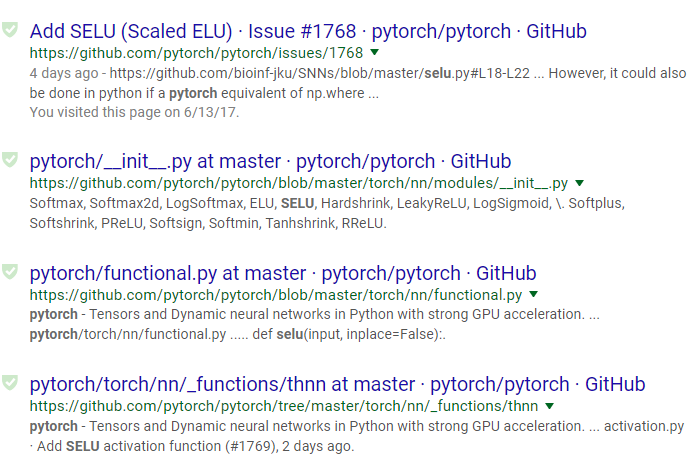 Add SELU (Scaled ELU) · Issue #1768 · pytorch/pytorch · GitHub
https://github.com/pytorch/pytorch/issues/1768
4 days ago - https://github.com/bioinf-jku/SNNs/blob/master/selu.py#L18-L22 ... However, it could also
be done in python if a pytorch equivalent of np.where ...
You visited this page on 6/13/17.
pytorch/__init__.py at master · pytorch/pytorch · GitHub
https://github.com/pytorch/pytorch/blob/master/torch/nn/modules/__init__.py
Softmax, Softmax2d, LogSoftmax, ELU, SELU, Hardshrink, LeakyReLU, LogSigmoid, \. Softplus,
Softshrink, PReLU, Softsign, Softmin, Tanhshrink, RReLU.
pytorch/functional.py at master · pytorch/pytorch · GitHub
https://github.com/pytorch/pytorch/blob/master/torch/nn/functional.py
pytorch - Tensors and Dynamic neural networks in Python with strong GPU acceleration. ...
pytorch/torch/nn/functional.py ..... def selu(input, inplace=False):.
pytorch/torch/nn/_functions/thnn at master · pytorch/pytorch · GitHub
https://github.com/pytorch/pytorch/tree/master/torch/nn/_functions/thnn
pytorch - Tensors and Dynamic neural networks in Python with strong GPU acceleration. ... activation.py
· Add SELU activation function (#1769), 2 days ago.